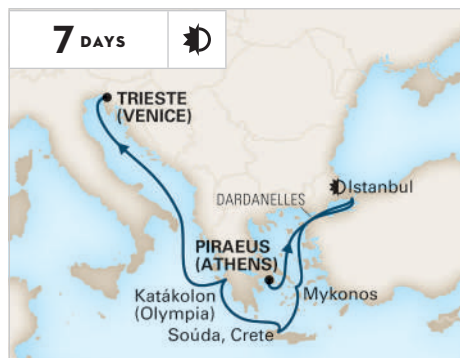 7 DAYS
TRIESTE
(VENICE)
Istanbul
DARDANELLES
PIRAEUS
(ATHENS)
Mykonos
Katákolon
(Olympia)
Soúda, Crete